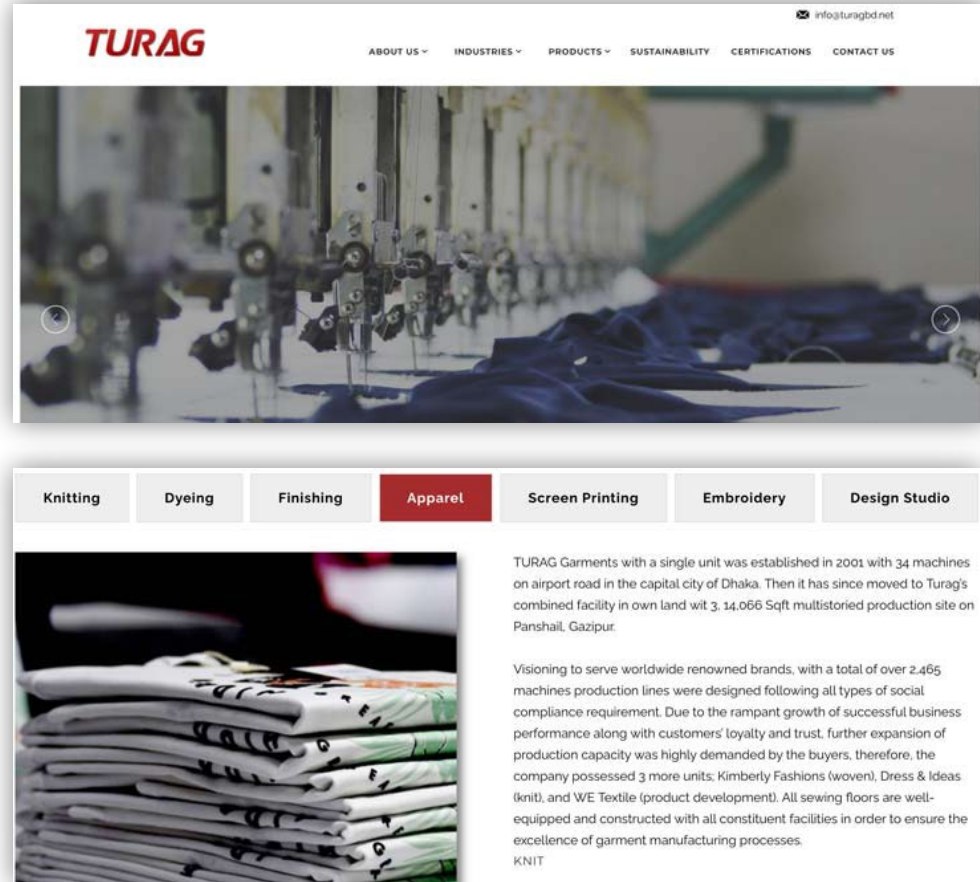 info@turagbd.net
TURAG
ABOUT US
INDUSTRIES
PRODUCTS
SUSTAINABILITY
CERTIFICATIONS
CONTACT US
Knitting
Dyeing
Finishing
Apparel
Screen Printing
Embroidery
Design Studio
TURAG Garments with a single unit was established in 2001 with 34 machines
on airport road in the capital city of Dhaka. Then it has since moved to Turag's
combined facility in own land wit 3, 14,066 Sqft multistoried production site on
Panshail, Gazipur.
Visioning to serve worldwide renowned brands, with a total of over 2,465
machines production lines were designed following all types of social
compliance requirement. Due to the rampant growth of successful business
performance along with customers' loyalty and trust, further expansion of
production capacity was highly demanded by the buyers, therefore, the
company possessed 3 more units; Kimberly Fashions (woven), Dress & Ideas
(knit), and WE Textile (product development). All sewing floors are well-
equipped and constructed with all constituent facilities in order to ensure the
excellence of garment manufacturing processes.
KNIT